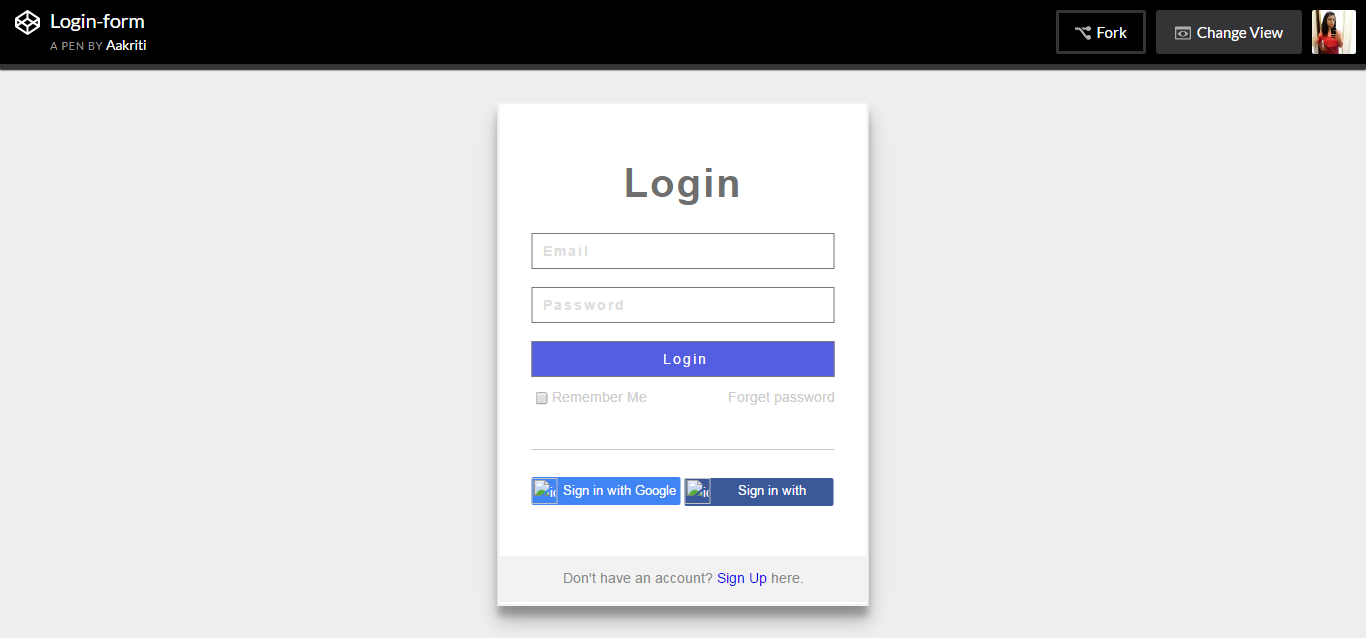 Login-form
A PEN BY Aakriti
Fork
Change View
Login
Email
Password
Login
Remember Me
Forget password
Sign in with Google
Sign in with
Don't have an account? Sign Up here.